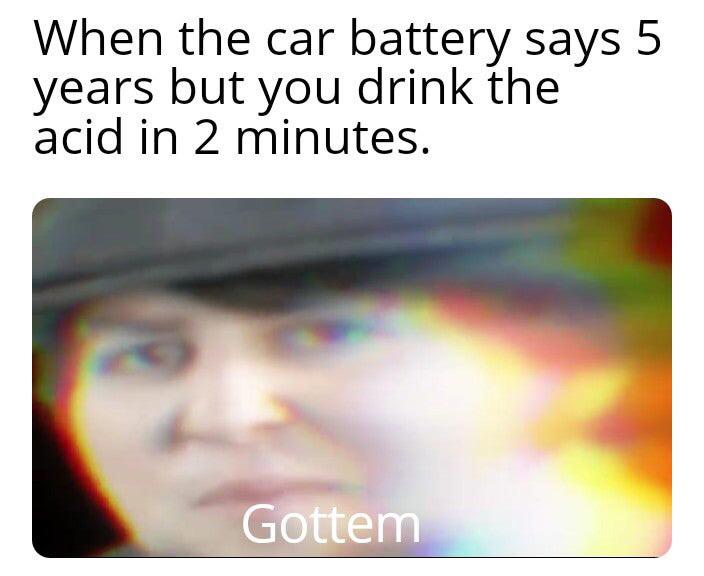 When the car battery says 5
years but you drink the
acid in 2 minutes.
Gottem